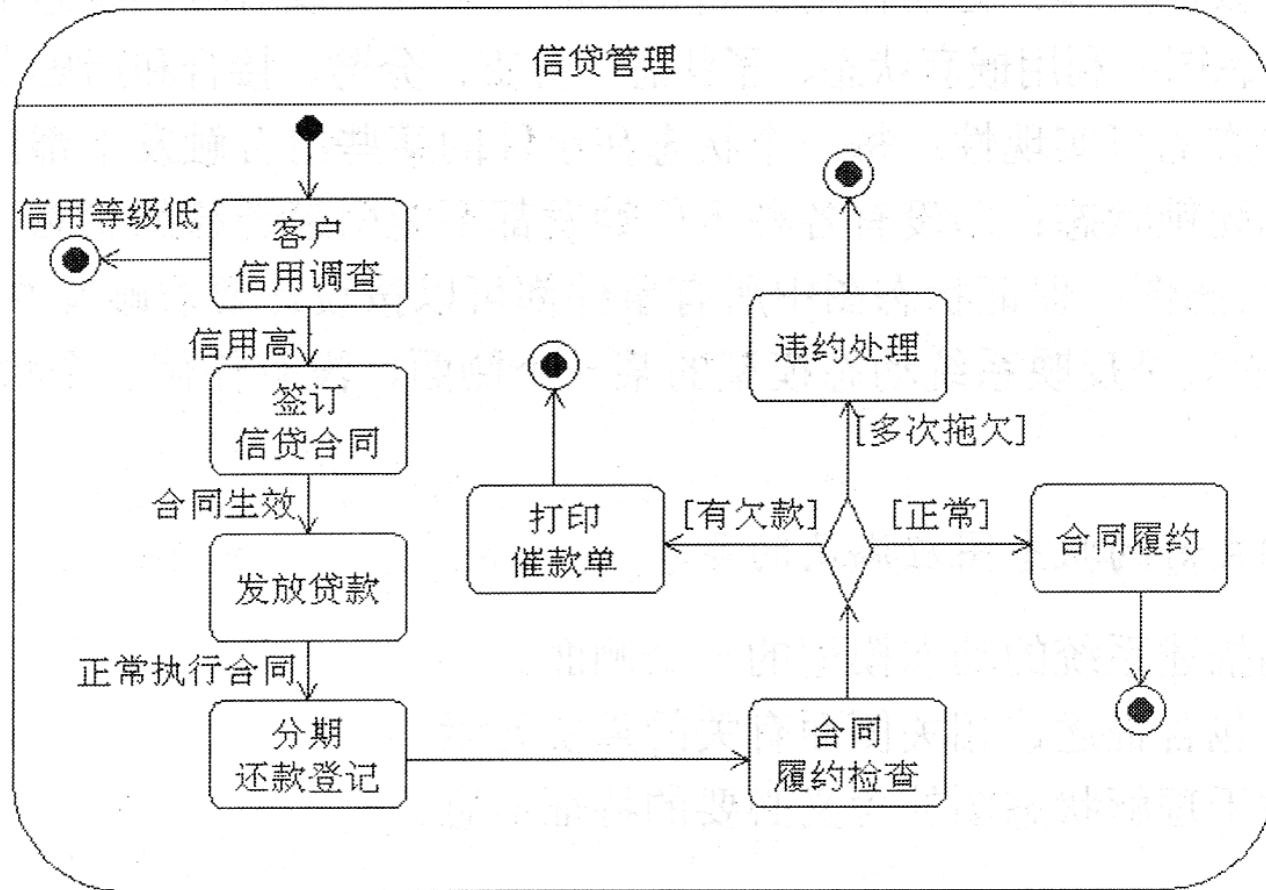 信贷管理
信用等级低
客户
信用调查
信用高
签订
信贷合同
合同生效
发放贷款
正常执行合同
分期
还款登记
合同
履约检查
[有欠款]
[多次拖欠]
[正常]
打印
催款单
违约处理
合同履约